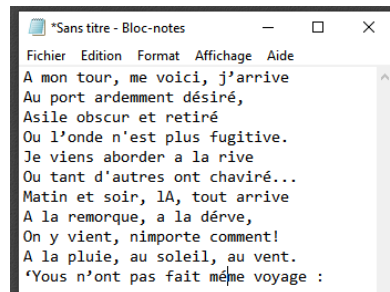 *Sans titre - Bloc-notes
Fichier Edition Format Affichage Aide
A mon tour, me voici, j’arrive
Au port ardemment désiré,
Asile obscur et retiré
Ou l’onde n'est plus fugitive.
Je viens aborder a la rive
Ou tant d'autres ont chaviré...
Matin et soir, lA, tout arrive
A la remorque, a la dérve,
On y vient, nimporte comment!
A la pluie, au soleil, au vent.
‘Yous n’ont pas fait méme voyage :